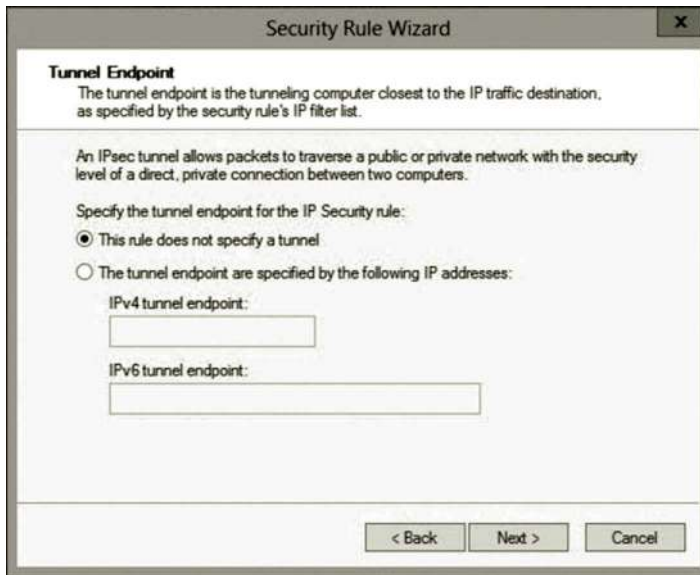 Security Rule Wizard
x
Tunnel Endpoint
The tunnel endpoint is the tunneling computer closest to the IP traffic destination,
as specified by the security rule's IP filter list.
An IPsec tunnel allows packets to traverse a public or private network with the security
level of a direct, private connection between two computers.
Specify the tunnel endpoint for the IP Security rule:
This rule does not specify a tunnel
The tunnel endpoint are specified by the following IP addresses:
IPv4 tunnel endpoint:
IPv6 tunnel endpoint:
< Back
Next >
Cancel